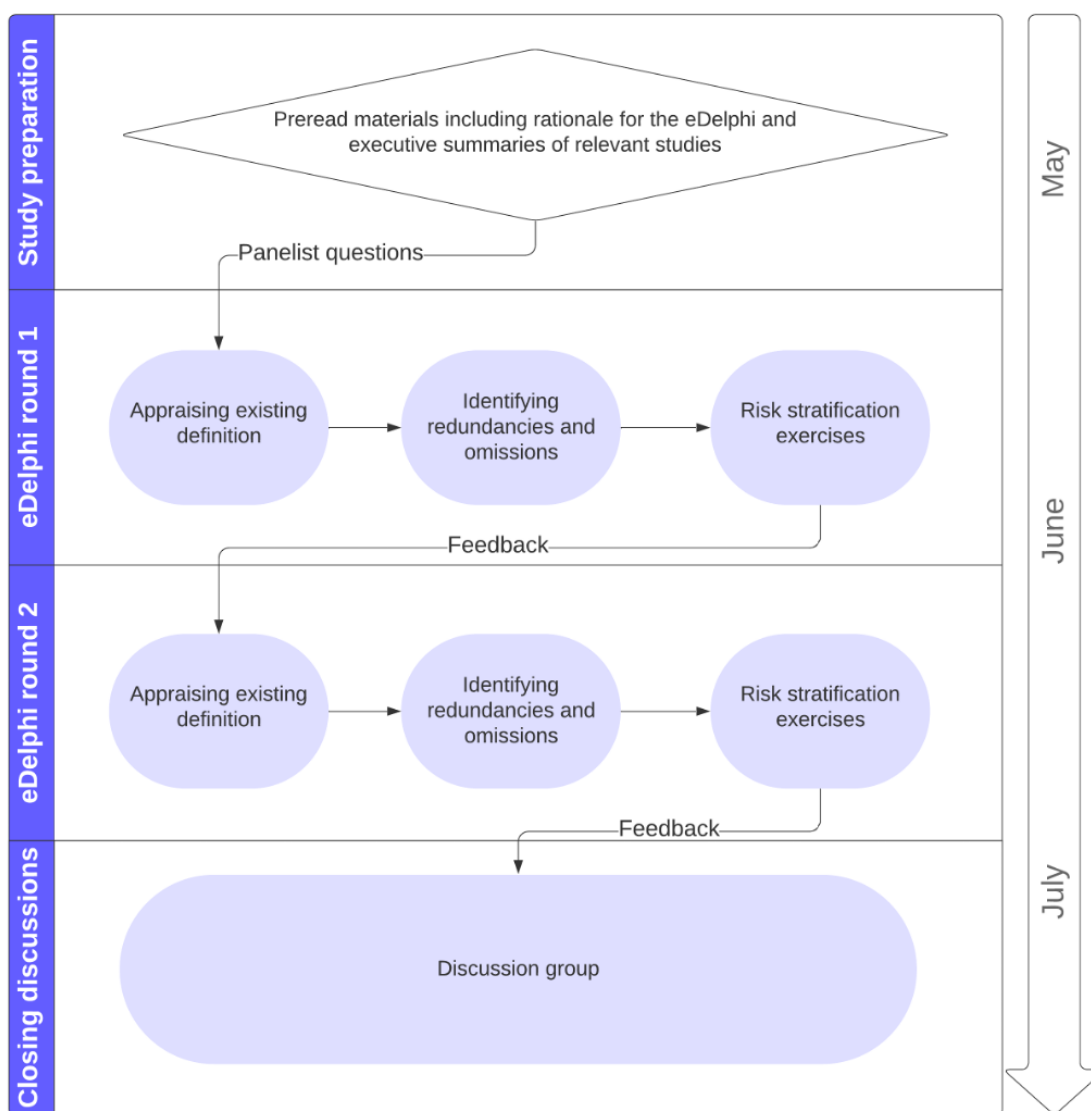 Study preparation
Preread materials including rationale for the eDelphi and
executive summaries of relevant studies
Panelist questions
May
eDelphi round 1
Appraising existing
definition
Identifying
redundancies and
omissions
Risk stratification
exercises
Feedback
June
eDelphi round 2
Appraising existing
definition
Identifying
redundancies and
omissions
Risk stratification
exercises
Feedback
Closing discussions
Discussion group
July